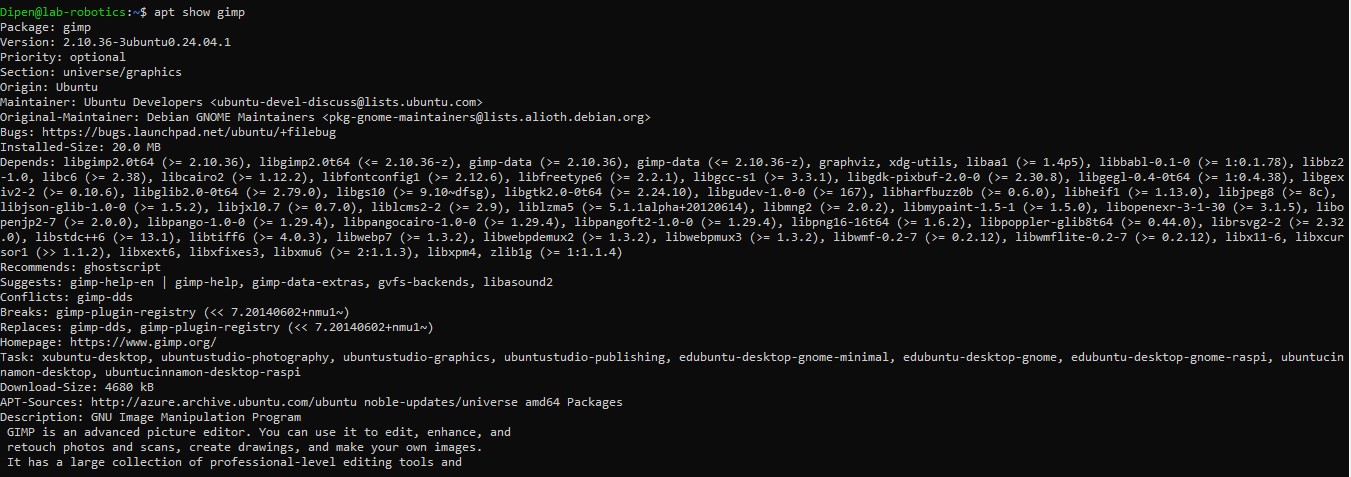 Dipen@lab-robotics:~$ apt show gimp
Package: gimp
Version: 2.10.36-3ubuntu0.24.04.1
Priority: optional
Section: universe/graphics
Origin: Ubuntu
Maintainer: Ubuntu Developers <ubuntu-devel-discuss@lists.ubuntu.com>
Original-Maintainer: Debian GNOME Maintainers <pkg-gnome-maintainers@lists.alioth.debian.org>
Bugs: https://bugs.launchpad.net/ubuntu/+filebug
Installed-Size: 20.0 MB
Depends: libgimp2.0t64 (>= 2.10.36), libgimp2.0t64 (<= 2.10.36-z), gimp-data (>= 2.10.36), gimp-data (<= 2.10.36-z), graphviz, xdg-utils, libaa1 (>= 1.4p5), libbabl-0.1-0 (>= 1:0.1.78), libbz2
-1.0, libc6 (>= 2.38), libcairo2 (>= 1.12.2), libfontconfig1 (>= 2.12.6), libfreetype6 (>= 2.2.1), libgcc-s1 (>= 3.3.1), libgdk-pixbuf-2.0-0 (>= 2.30.8), libgegl-0.4-0t64 (>= 1:0.4.38), libgex
iv2-2 (>= 0.10.6), libglib2.0-0t64 (>= 2.79.0), libgs10 (>= 9.10~dfsg), libgtk2.0-0t64 (>= 2.24.10), libgudev-1.0-0 (>= 167), libharfbuzz0b (>= 0.6.0), libheif1 (>= 1.13.0), libjpeg8 (>= 8c),
libjson-glib-1.0-0 (>= 1.5.2), libjxl0.7 (>= 0.7.0), liblcms2-2 (>= 2.9), liblzma5 (>= 5.1.1alpha+20120614), libmng2 (>= 2.0.2), libmypaint-1.5-1 (>= 1.5.0), libopenexr-3-1-30 (>= 3.1.5), libo
penjp2-7 (>= 2.0.0), libpango-1.0-0 (>= 1.29.4), libpangocairo-1.0-0 (>= 1.29.4), libpangoft2-1.0-0 (>= 1.29.4), libpng16-16t64 (>= 1.6.2), libpoppler-glib8t64 (>= 0.44.0), librsvg2-2 (>= 2.32
.0), libstdc++6 (>= 13.1), libtiff6 (>= 4.0.3), libwebp7 (>= 1.3.2), libwebpdemux2 (>= 1.3.2), libwebpmux3 (>= 1.3.2), libwmf-0.2-7 (>= 0.2.12), libwmflite-0.2-7 (>= 0.2.12), libx11-6, libxcur
sor1 (>> 1.1.2), libxext6, libxfixes3, libxmu6 (>= 2:1.1.3), libxpm4, zlib1g (>= 1:1.1.4)
Recommends: ghostscript
Suggests: gimp-help-en | gimp-help, gimp-data-extras, gvfs-backends, libasound2
Conflicts: gimp-dds
Breaks: gimp-plugin-registry (<< 7.20140602+nmu1~)
Replaces: gimp-dds, gimp-plugin-registry (<< 7.20140602+nmu1~)
Homepage: https://www.gimp.org/
Task: xubuntu-desktop, ubuntustudio-photography, ubuntustudio-graphics, ubuntustudio-publishing, edubuntu-desktop-gnome-minimal, edubuntu-desktop-gnome, edubuntu-desktop-gnome-raspi, ubuntucin
namon-desktop, ubuntucinnamon-desktop-raspi
Download-Size: 4680 kB
APT-Sources: http://azure.archive.ubuntu.com/ubuntu noble-updates/universe amd64 Packages
Description: GNU Image Manipulation Program
 GIMP is an advanced picture editor. You can use it to edit, enhance, and
 retouch photos and scans, create drawings, and make your own images.
 It has a large collection of professional-level editing tools and